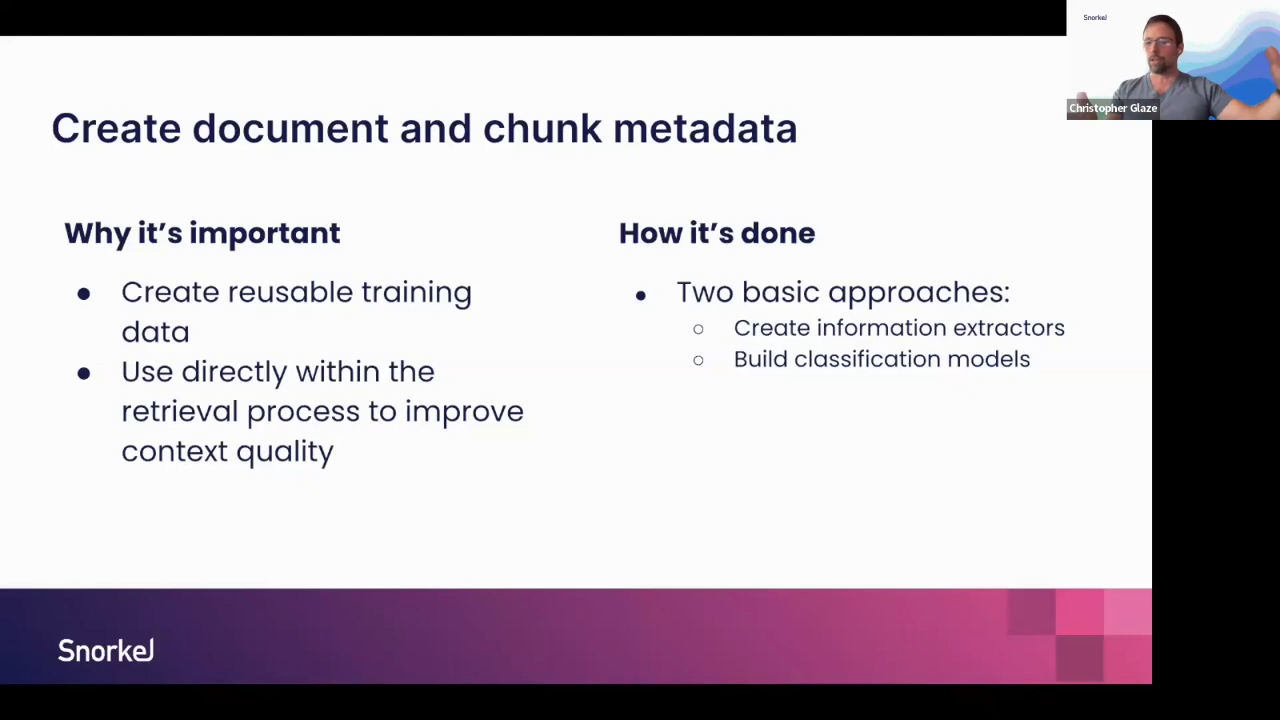 Snorkel
Christopher Glaze
Create document and chunk metadata
Why it's important
● Create reusable training
data
● Use directly within the
retrieval process to improve
context quality
How it's done
● Two basic approaches:
○ Create information extractors
○ Build classification models
Snorkel